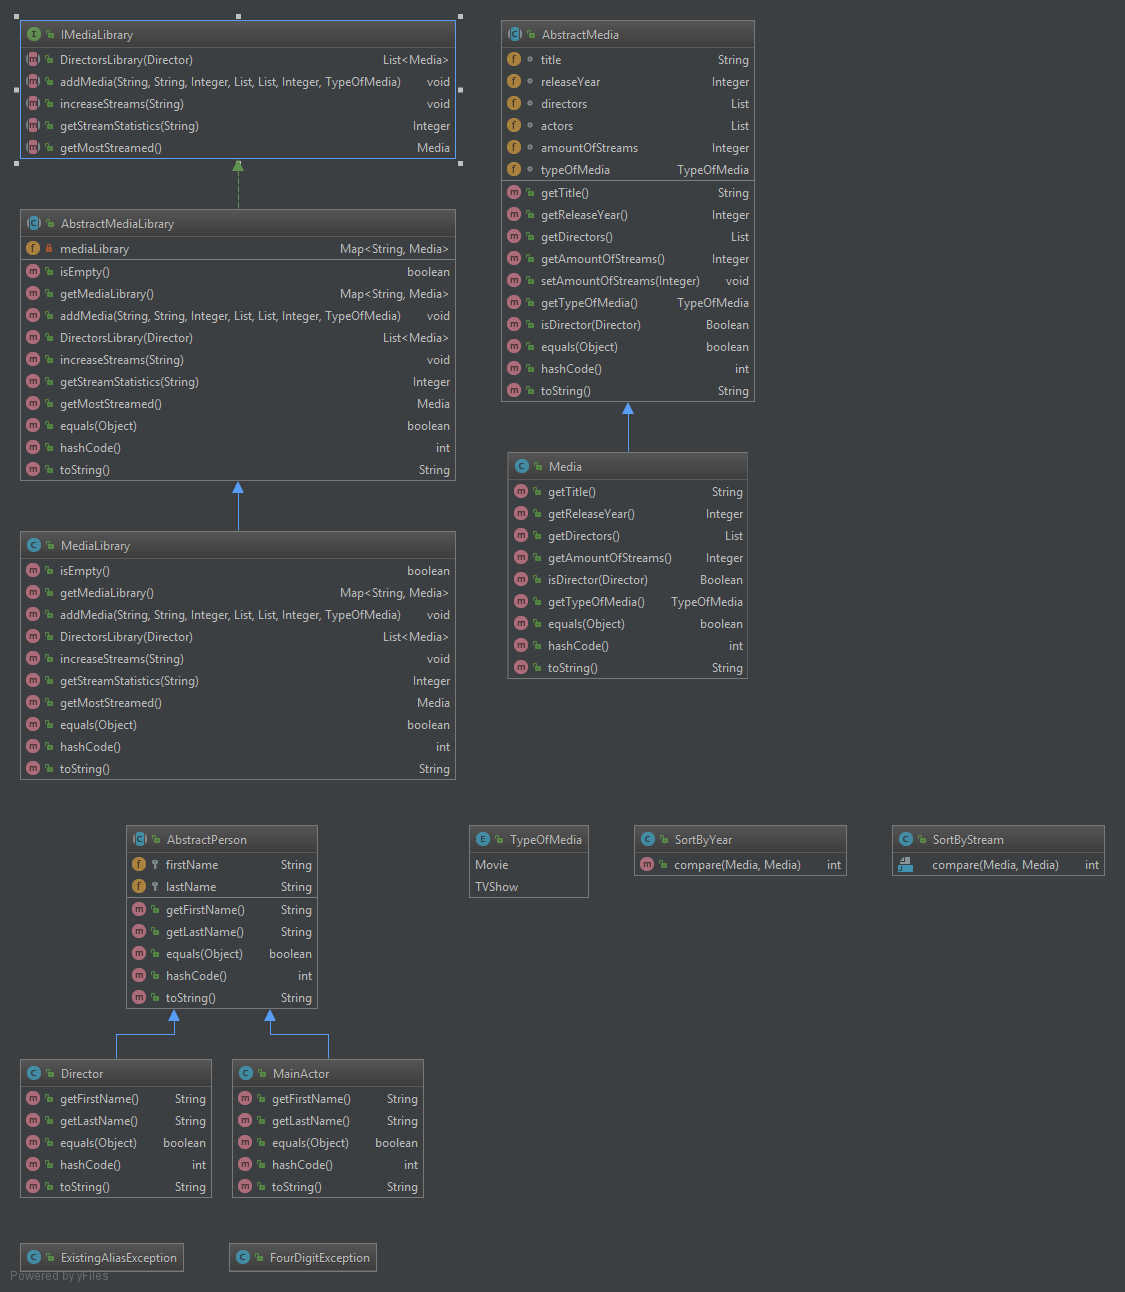 IMediaLibrary
DirectorsLibrary(Director) List<Media>
addMedia(String, String, Integer, List, List, Integer, TypeOfMedia) void
increaseStreams(String) void
getStreamStatistics(String) Integer
getMostStreamed() Media
AbstractMediaLibrary
mediaLibrary Map<String, Media>
isEmpty() boolean
getMediaLibrary() Map<String, Media>
addMedia(String, String, Integer, List, List, Integer, TypeOfMedia) void
DirectorsLibrary(Director) List<Media>
increaseStreams(String) void
getStreamStatistics(String) Integer
getMostStreamed() Media
equals(Object) boolean
hashCode() int
toString() String
MediaLibrary
isEmpty() boolean
getMediaLibrary() Map<String, Media>
addMedia(String, String, Integer, List, List, Integer, TypeOfMedia) void
DirectorsLibrary(Director) List<Media>
increaseStreams(String) void
getStreamStatistics(String) Integer
getMostStreamed() Media
equals(Object) boolean
hashCode() int
toString() String
AbstractMedia
title String
releaseYear Integer
directors List
actors List
amountOfStreams Integer
typeOfMedia TypeOfMedia
getTitle() String
getReleaseYear() Integer
getDirectors() List
getAmountOfStreams() Integer
setAmountOfStreams(Integer) void
getTypeOfMedia() TypeOfMedia
isDirector(Director) Boolean
equals(Object) boolean
hashCode() int
toString() String
Media
getTitle() String
getReleaseYear() Integer
getDirectors() List
getAmountOfStreams() Integer
isDirector(Director) Boolean
getTypeOfMedia() TypeOfMedia
equals(Object) boolean
hashCode() int
toString() String
AbstractPerson
firstName String
lastName String
getFirstName() String
getLastName() String
equals(Object) boolean
hashCode() int
toString() String
TypeOfMedia
Movie
TVShow
SortByYear
compare(Media, Media) int
SortByStream
compare(Media, Media) int
Director
getFirstName() String
getLastName() String
equals(Object) boolean
hashCode() int
toString() String
MainActor
getFirstName() String
getLastName() String
equals(Object) boolean
hashCode() int
toString() String
ExistingAliasException
FourDigitException
Powered by yFiles